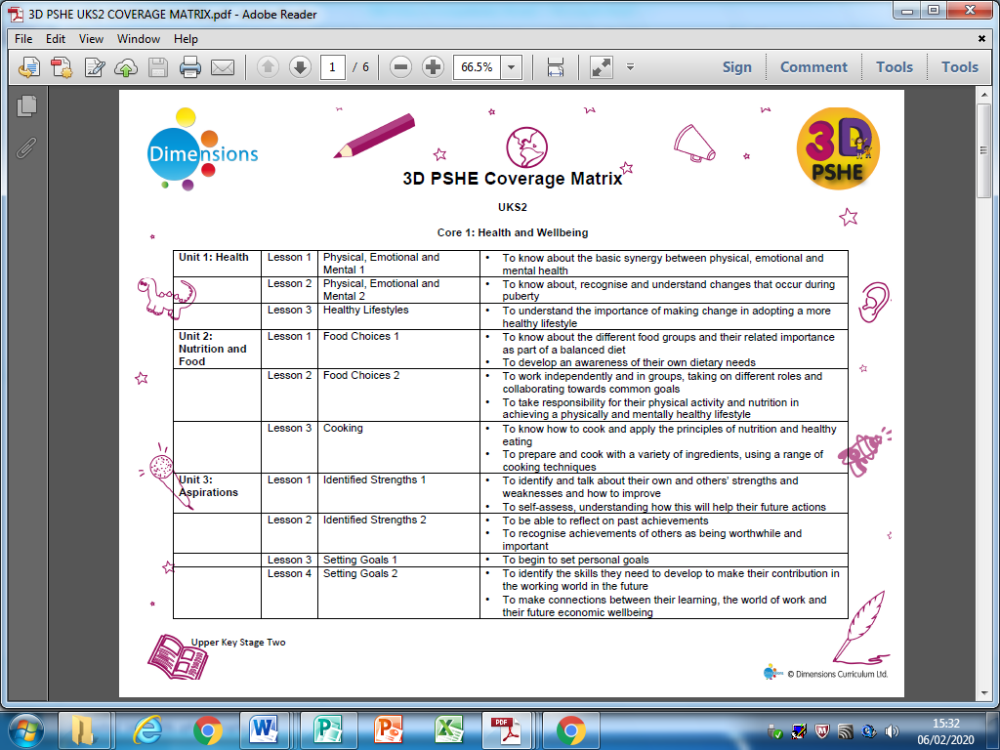 3D PSHE UKS2 COVERAGE MATRIX.pdf - Adobe Reader
File Edit View Window Help
1 / 6 66.5% Sign Comment Tools Tools
Dimensions
3D PSHE
3D PSHE Coverage Matrix
UKS2
Core 1: Health and Wellbeing
Unit 1: Health Lesson 1 Physical, Emotional and • To know about the basic synergy between physical, emotional and
Mental 1 mental health
Lesson 2 Physical, Emotional and • To know about, recognise and understand changes that occur during
Mental 2 puberty
Lesson 3 Healthy Lifestyles • To understand the importance of making change in adopting a more
healthy lifestyle
Unit 2: Lesson 1 Food Choices 1 • To know about the different food groups and their related importance
Nutrition and as part of a balanced diet
Food • To develop an awareness of their own dietary needs
Lesson 2 Food Choices 2 • To work independently and in groups, taking on different roles and
collaborating towards common goals
• To take responsibility for their physical activity and nutrition in
achieving a physically and mentally healthy lifestyle
Lesson 3 Cooking • To know how to cook and apply the principles of nutrition and healthy
eating
• To prepare and cook with a variety of ingredients, using a range of
cooking techniques
Unit 3: Lesson 1 Identified Strengths 1 • To identify and talk about their own and others' strengths and
Aspirations weaknesses and how to improve
• To self-assess, understanding how this will help their future actions
Lesson 2 Identified Strengths 2 • To be able to reflect on past achievements
• To recognise achievements of others as being worthwhile and
important
Lesson 3 Setting Goals 1 • To begin to set personal goals
Lesson 4 Setting Goals 2 • To identify the skills they need to develop to make their contribution in
the working world in the future
• To make connections between their learning, the world of work and
their future economic wellbeing
Upper Key Stage Two
© Dimensions Curriculum Ltd.
PDF
15:32
06/02/2020